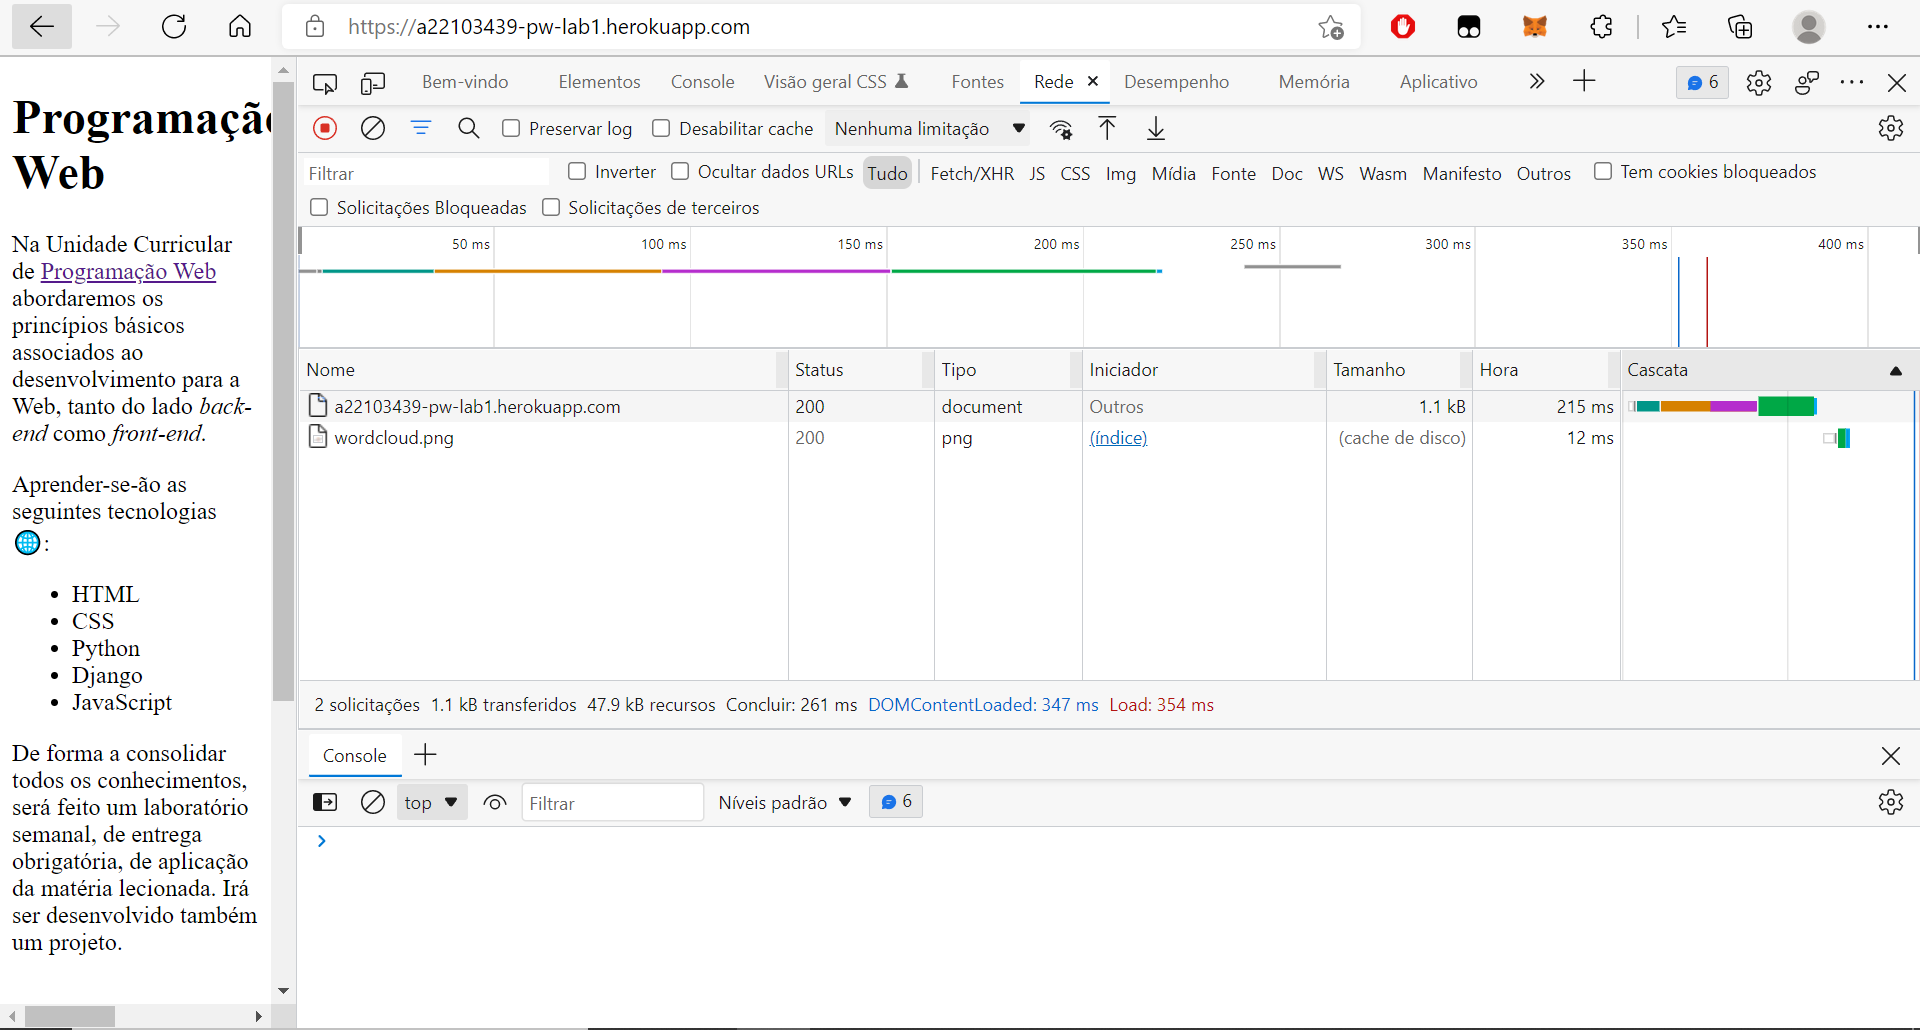 https://a22103439-pw-lab1.herokuapp.com
Programação
Web
Na Unidade Curricular
de Programação Web
abordaremos os
princípios básicos
associados ao
desenvolvimento para a
Web, tanto do lado back-
end como front-end.
Aprender-se-ão as
seguintes tecnologias
:
HTML
CSS
Python
Django
JavaScript
De forma a consolidar
todos os conhecimentos,
será feito um laboratório
semanal, de entrega
obrigatória, de aplicação
da matéria lecionada. Irá
ser desenvolvido também
um projeto.
Bem-vindo Elementos Console Visão geral CSS Fontes Rede Desempenho Memória Aplicativo 6
Preservar log Desabilitar cache Nenhuma limitação
Filtrar Inverter Ocultar dados URLs Tudo Fetch/XHR JS CSS Img Mídia Fonte Doc WS Wasm Manifesto Outros Tem cookies bloqueados
Solicitações Bloqueadas Solicitações de terceiros
50 ms 100 ms 150 ms 200 ms 250 ms 300 ms 350 ms 400 ms
Nome Status Tipo Iniciador Tamanho Hora Cascata
a22103439-pw-lab1.herokuapp.com 200 document Outros 1.1 kB 215 ms
wordcloud.png 200 png (índice) (cache de disco) 12 ms
2 solicitações 1.1 kB transferidos 47.9 kB recursos Concluir: 261 ms DOMContentLoaded: 347 ms Load: 354 ms
Console
top Filtrar Níveis padrão 6